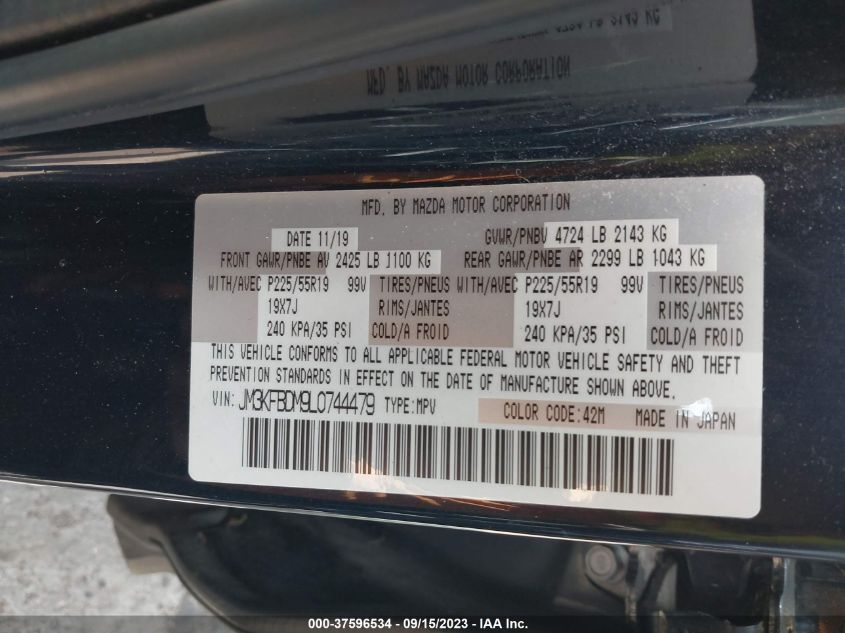 MFD. BY MAZDA MOTOR CORPORATION
MFD. BY MAZDA MOTOR CORPORATION
DATE 11/19 GVWR/PNBV 4724 LB 2143 KG
FRONT GAWR/PNBE AV 2425 LB 1100 KG REAR GAWR/PNBE AR 2299 LB 1043 KG
WITH/AVEC P225/55R19 99V TIRES/PNEUS WITH/AVEC P225/55R19 99V TIRES/PNEUS
19X7J RIMS/JANTES 19X7J RIMS/JANTES
240 KPA/35 PSI COLD/A FROID 240 KPA/35 PSI COLD/A FROID
THIS VEHICLE CONFORMS TO ALL APPLICABLE FEDERAL MOTOR VEHICLE SAFETY AND THEFT
PREVENTION STANDARDS IN EFFECT ON THE DATE OF MANUFACTURE SHOWN ABOVE.
VIN: JM3KFBDM9L0744479 TYPE:MPV COLOR CODE:42M MADE IN JAPAN
000-37596534 - 09/15/2023 - IAA Inc.